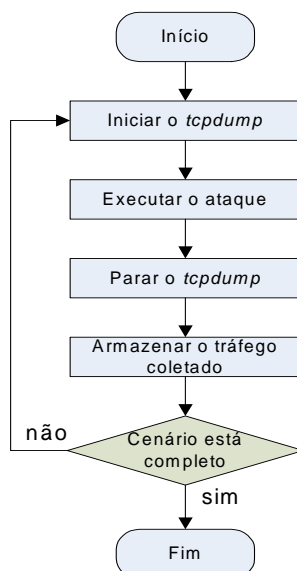 Início
Iniciar o tcpdump
Executar o ataque
Parar o tcpdump
Armazenar o tráfego
coletado
Cenário está
completo
não
sim
Fim